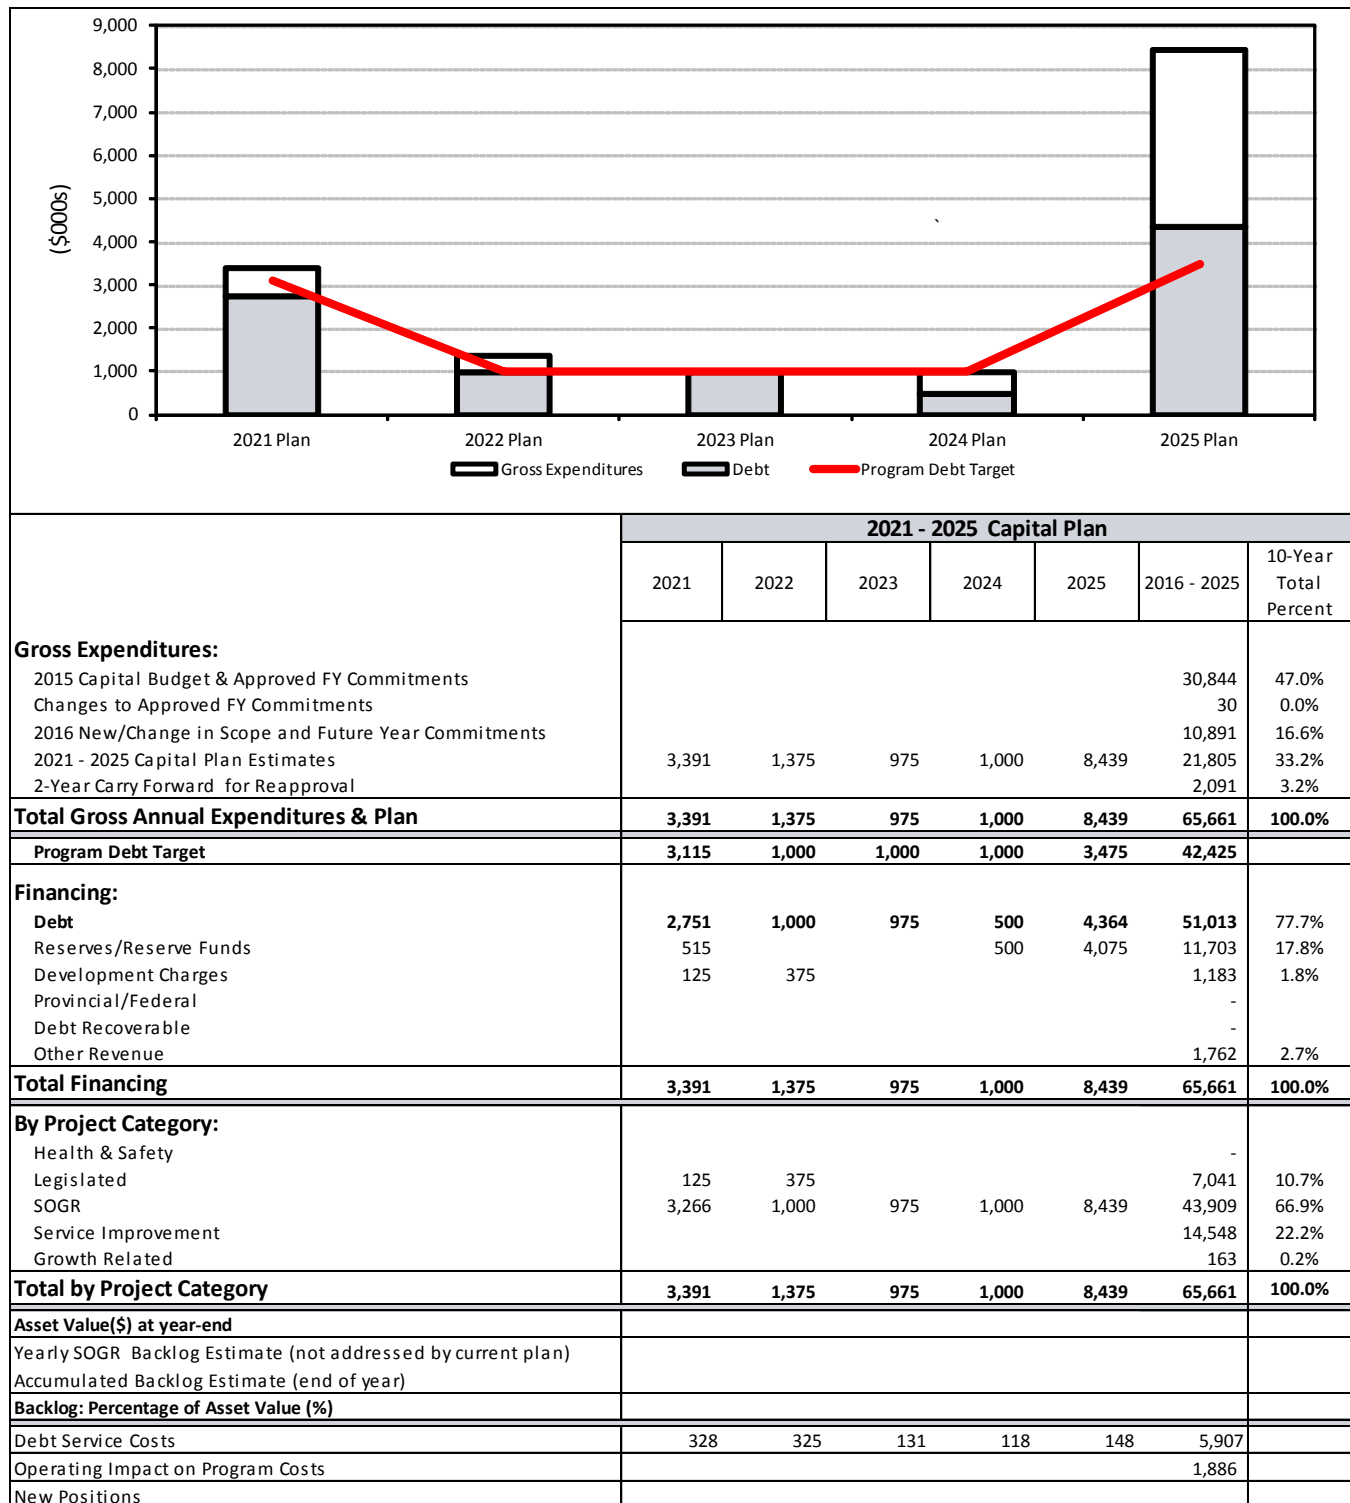 9,000
8,000
7,000
6,000
5,000
4,000
3,000
2,000
1,000
0
($000s)
`
2021 Plan 2022 Plan 2023 Plan 2024 Plan 2025 Plan
Gross Expenditures Debt Program Debt Target
2021 - 2025 Capital Plan
2021 2022 2023 2024 2025 2016 - 2025 10-Year Total Percent
Gross Expenditures:
2015 Capital Budget & Approved FY Commitments 30,844 47.0%
Changes to Approved FY Commitments 30 0.0%
2016 New/Change in Scope and Future Year Commitments 10,891 16.6%
2021 - 2025 Capital Plan Estimates 3,391 1,375 975 1,000 8,439 21,805 33.2%
2-Year Carry Forward for Reapproval 2,091 3.2%
Total Gross Annual Expenditures & Plan 3,391 1,375 975 1,000 8,439 65,661 100.0%
Program Debt Target 3,115 1,000 1,000 1,000 3,475 42,425
Financing:
Debt 2,751 1,000 975 500 4,364 51,013 77.7%
Reserves/Reserve Funds 515 500 4,075 11,703 17.8%
Development Charges 125 375 1,183 1.8%
Provincial/Federal -
Debt Recoverable -
Other Revenue 1,762 2.7%
Total Financing 3,391 1,375 975 1,000 8,439 65,661 100.0%
By Project Category:
Health & Safety -
Legislated 125 375 7,041 10.7%
SOGR 3,266 1,000 975 1,000 8,439 43,909 66.9%
Service Improvement 14,548 22.2%
Growth Related 163 0.2%
Total by Project Category 3,391 1,375 975 1,000 8,439 65,661 100.0%
Asset Value($) at year-end
Yearly SOGR Backlog Estimate (not addressed by current plan)
Accumulated Backlog Estimate (end of year)
Backlog: Percentage of Asset Value (%)
Debt Service Costs 328 325 131 118 148 5,907
Operating Impact on Program Costs 1,886
New Positions